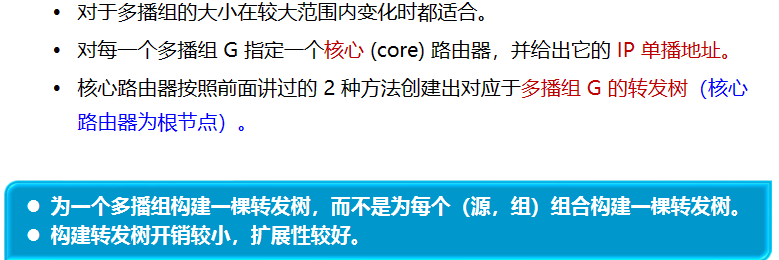 • 对于多播组的大小在较大范围内变化时都适合。
• 对每一个多播组 G 指定一个核心 (core) 路由器，并给出它的 IP 单播地址。
• 核心路由器按照前面讲过的 2 种方法创建出对应于多播组 G 的转发树（核心
路由器为根节点）。
● 为一个多播组构建一棵转发树，而不是为每个（源，组）组合构建一棵转发树。
● 构建转发树开销较小，扩展性较好。